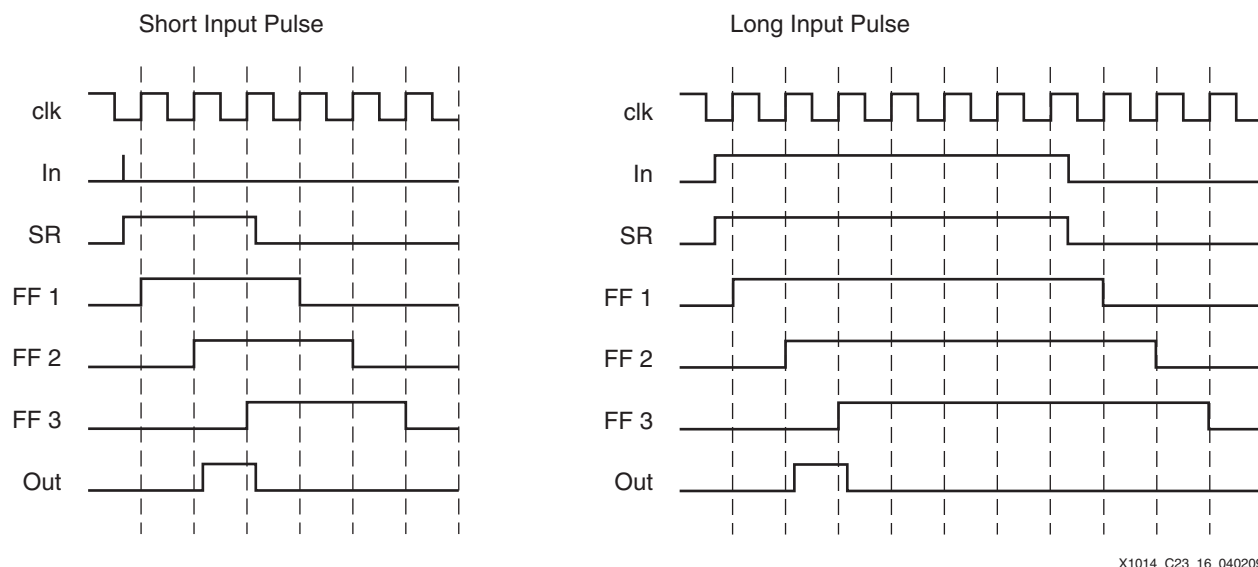 Short Input Pulse
clk
In
SR
FF 1
FF 2
FF 3
Out
Long Input Pulse
clk
In
SR
FF 1
FF 2
FF 3
Out
X1014_C23_16_040209